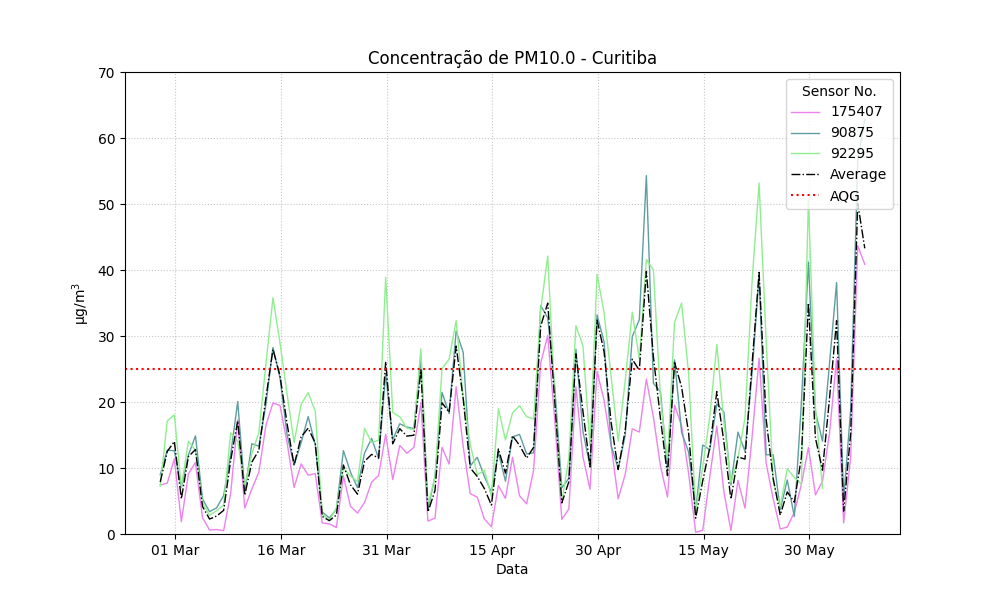 Concentração de PM10.0 - Curitiba
70
60
50
40
30
20
10
0
µg/m³
Sensor No.
175407
90875
92295
Average
AQG
01 Mar
16 Mar
31 Mar
15 Apr
30 Apr
15 May
30 May
Data